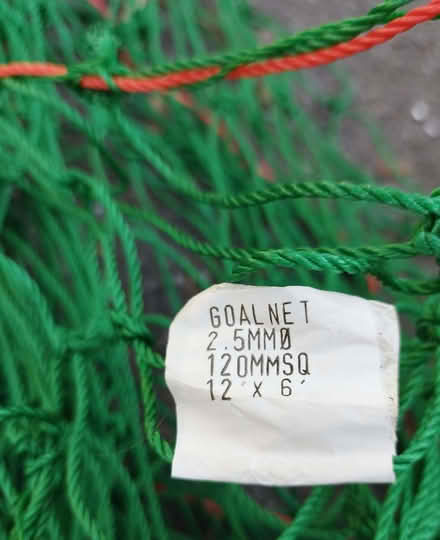 GOALNET
2.5MMØ
120MMSQ
12'x 6'